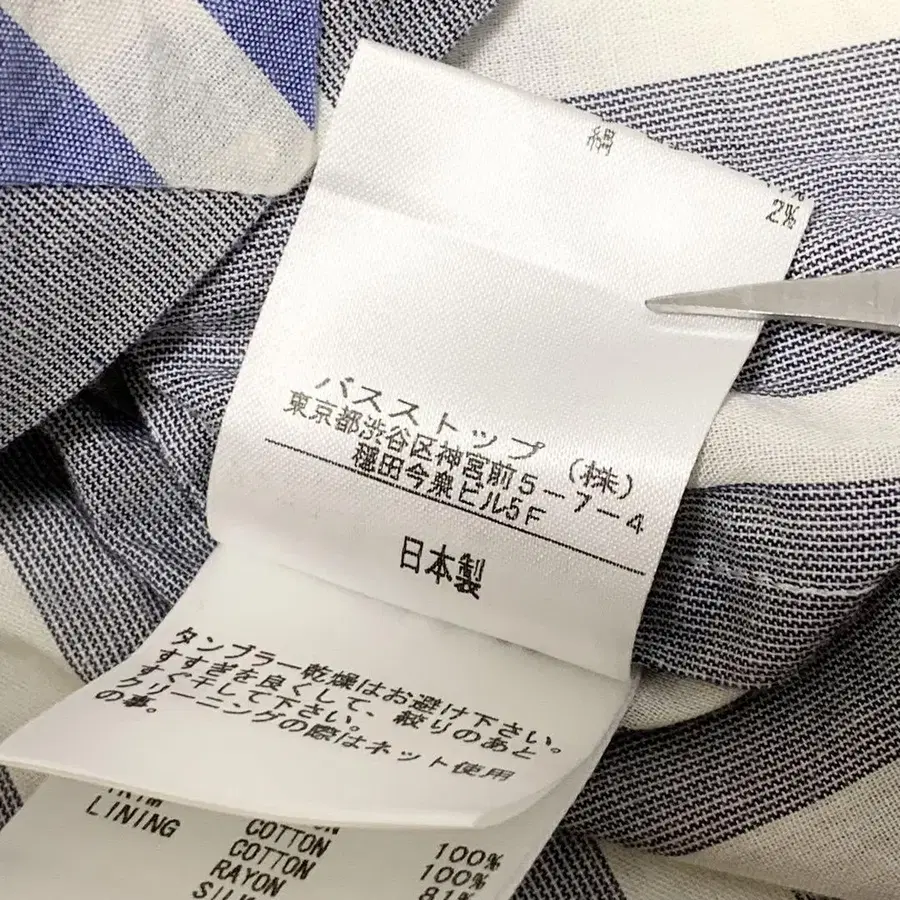 絹
2%
バスストップ (株)
東京都渋谷区神宮前5-7-4
穏田今泉ビル5F
日本製
タンブラー乾燥はお避け下さい。
すすぎを良くして、絞りのあと
すぐ干して下さい。
クリーニングの際はネット使用
の事。
TRIM
LINING
COTTON
COTTON 100%
RAYON 100%
SILK 81%